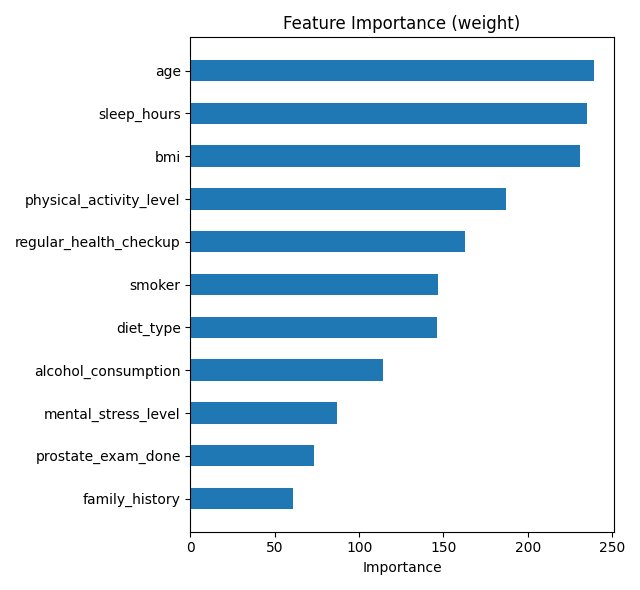 Feature Importance (weight)
age
sleep_hours
bmi
physical_activity_level
regular_health_checkup
smoker
diet_type
alcohol_consumption
mental_stress_level
prostate_exam_done
family_history
0 50 100 150 200 250
Importance